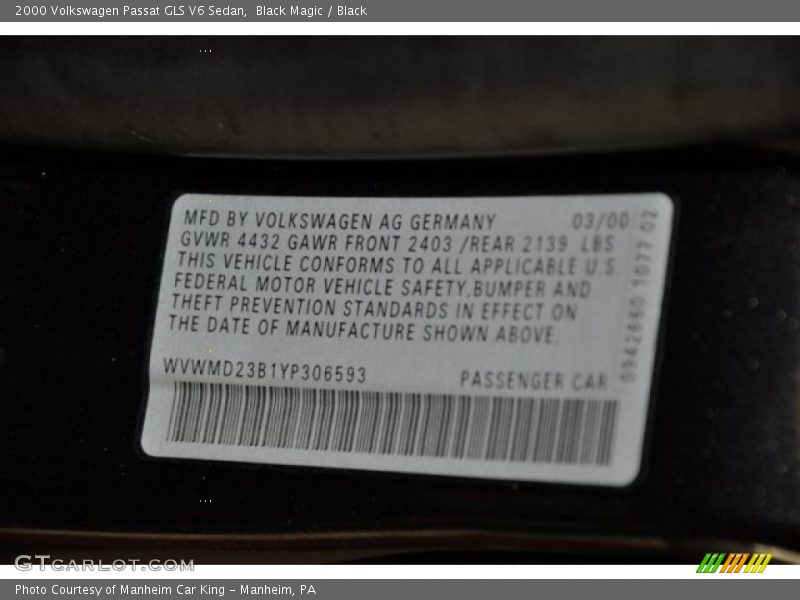 2000 Volkswagen Passat GLS V6 Sedan,  Black Magic / Black
MFD BY VOLKSWAGEN AG GERMANY 03/00
GVWR 4432 GAWR FRONT 2403 /REAR 2139 LBS
THIS VEHICLE CONFORMS TO ALL APPLICABLE U.S.
FEDERAL MOTOR VEHICLE SAFETY,BUMPER AND
THEFT PREVENTION STANDARDS IN EFFECT ON
THE DATE OF MANUFACTURE SHOWN ABOVE.
WVWMD23B1YP306593 PASSENGER CAR
1077 02
GTCARLOT.COM
Photo Courtesy of Manheim Car King - Manheim, PA